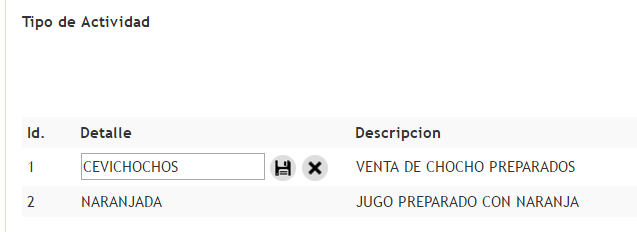 Tipo de Actividad
Id. Detalle Descripcion
1 CEVICHOCHOS VENTA DE CHOCHO PREPARADOS
2 NARANJADA JUGO PREPARADO CON NARANJA